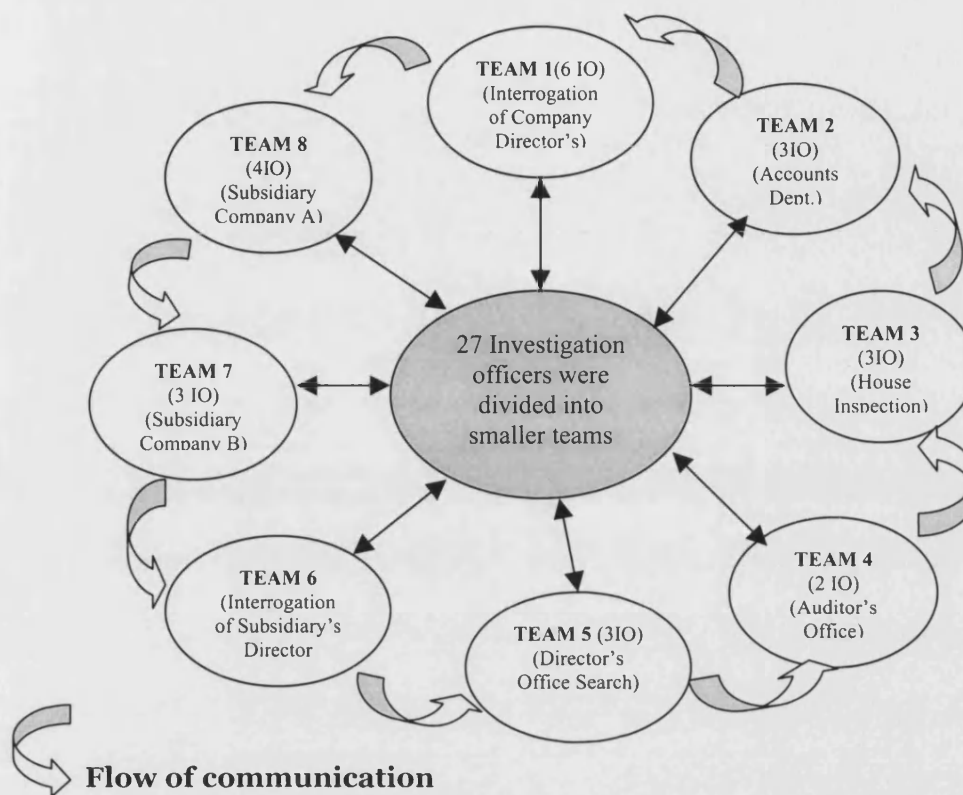 TEAM 1(6 IO)
(Interrogation
of Company
Director's)
TEAM 2
(3IO)
(Accounts
Dept.)
TEAM 3
(3IO)
(House
Inspection)
TEAM 4
(2 IO)
(Auditor's
Office)
TEAM 5 (3IO)
(Director's
Office Search)
TEAM 6
(Interrogation
of Subsidiary's
Director
TEAM 7
(3 IO)
(Subsidiary
Company B)
TEAM 8
(4IO)
(Subsidiary
Company A)
27 Investigation
officers were
divided into
smaller teams
Flow of communication